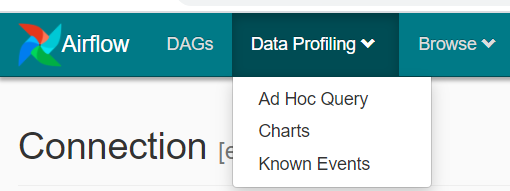 Airflow DAGs Data Profiling Browse
Ad Hoc Query
Charts
Known Events
Connection [e